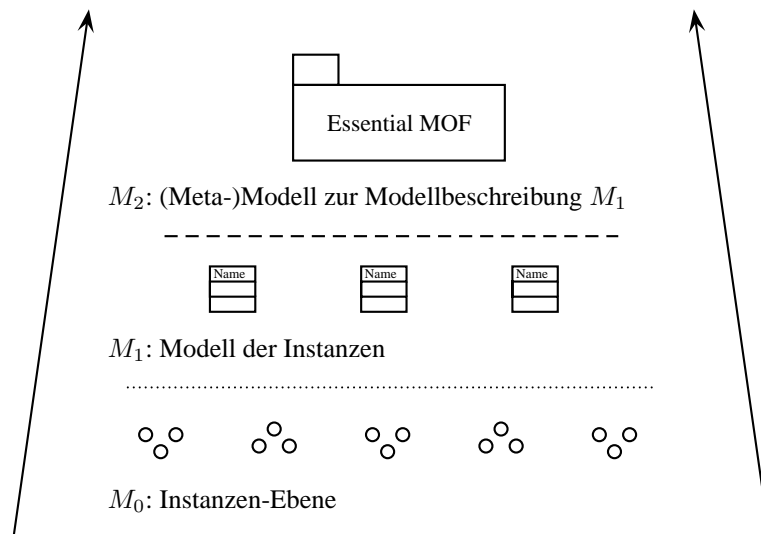 Essential MOF
M₂: (Meta-)Modell zur Modellbeschreibung M₁
Name Name Name
M₁: Modell der Instanzen
M₀: Instanzen-Ebene